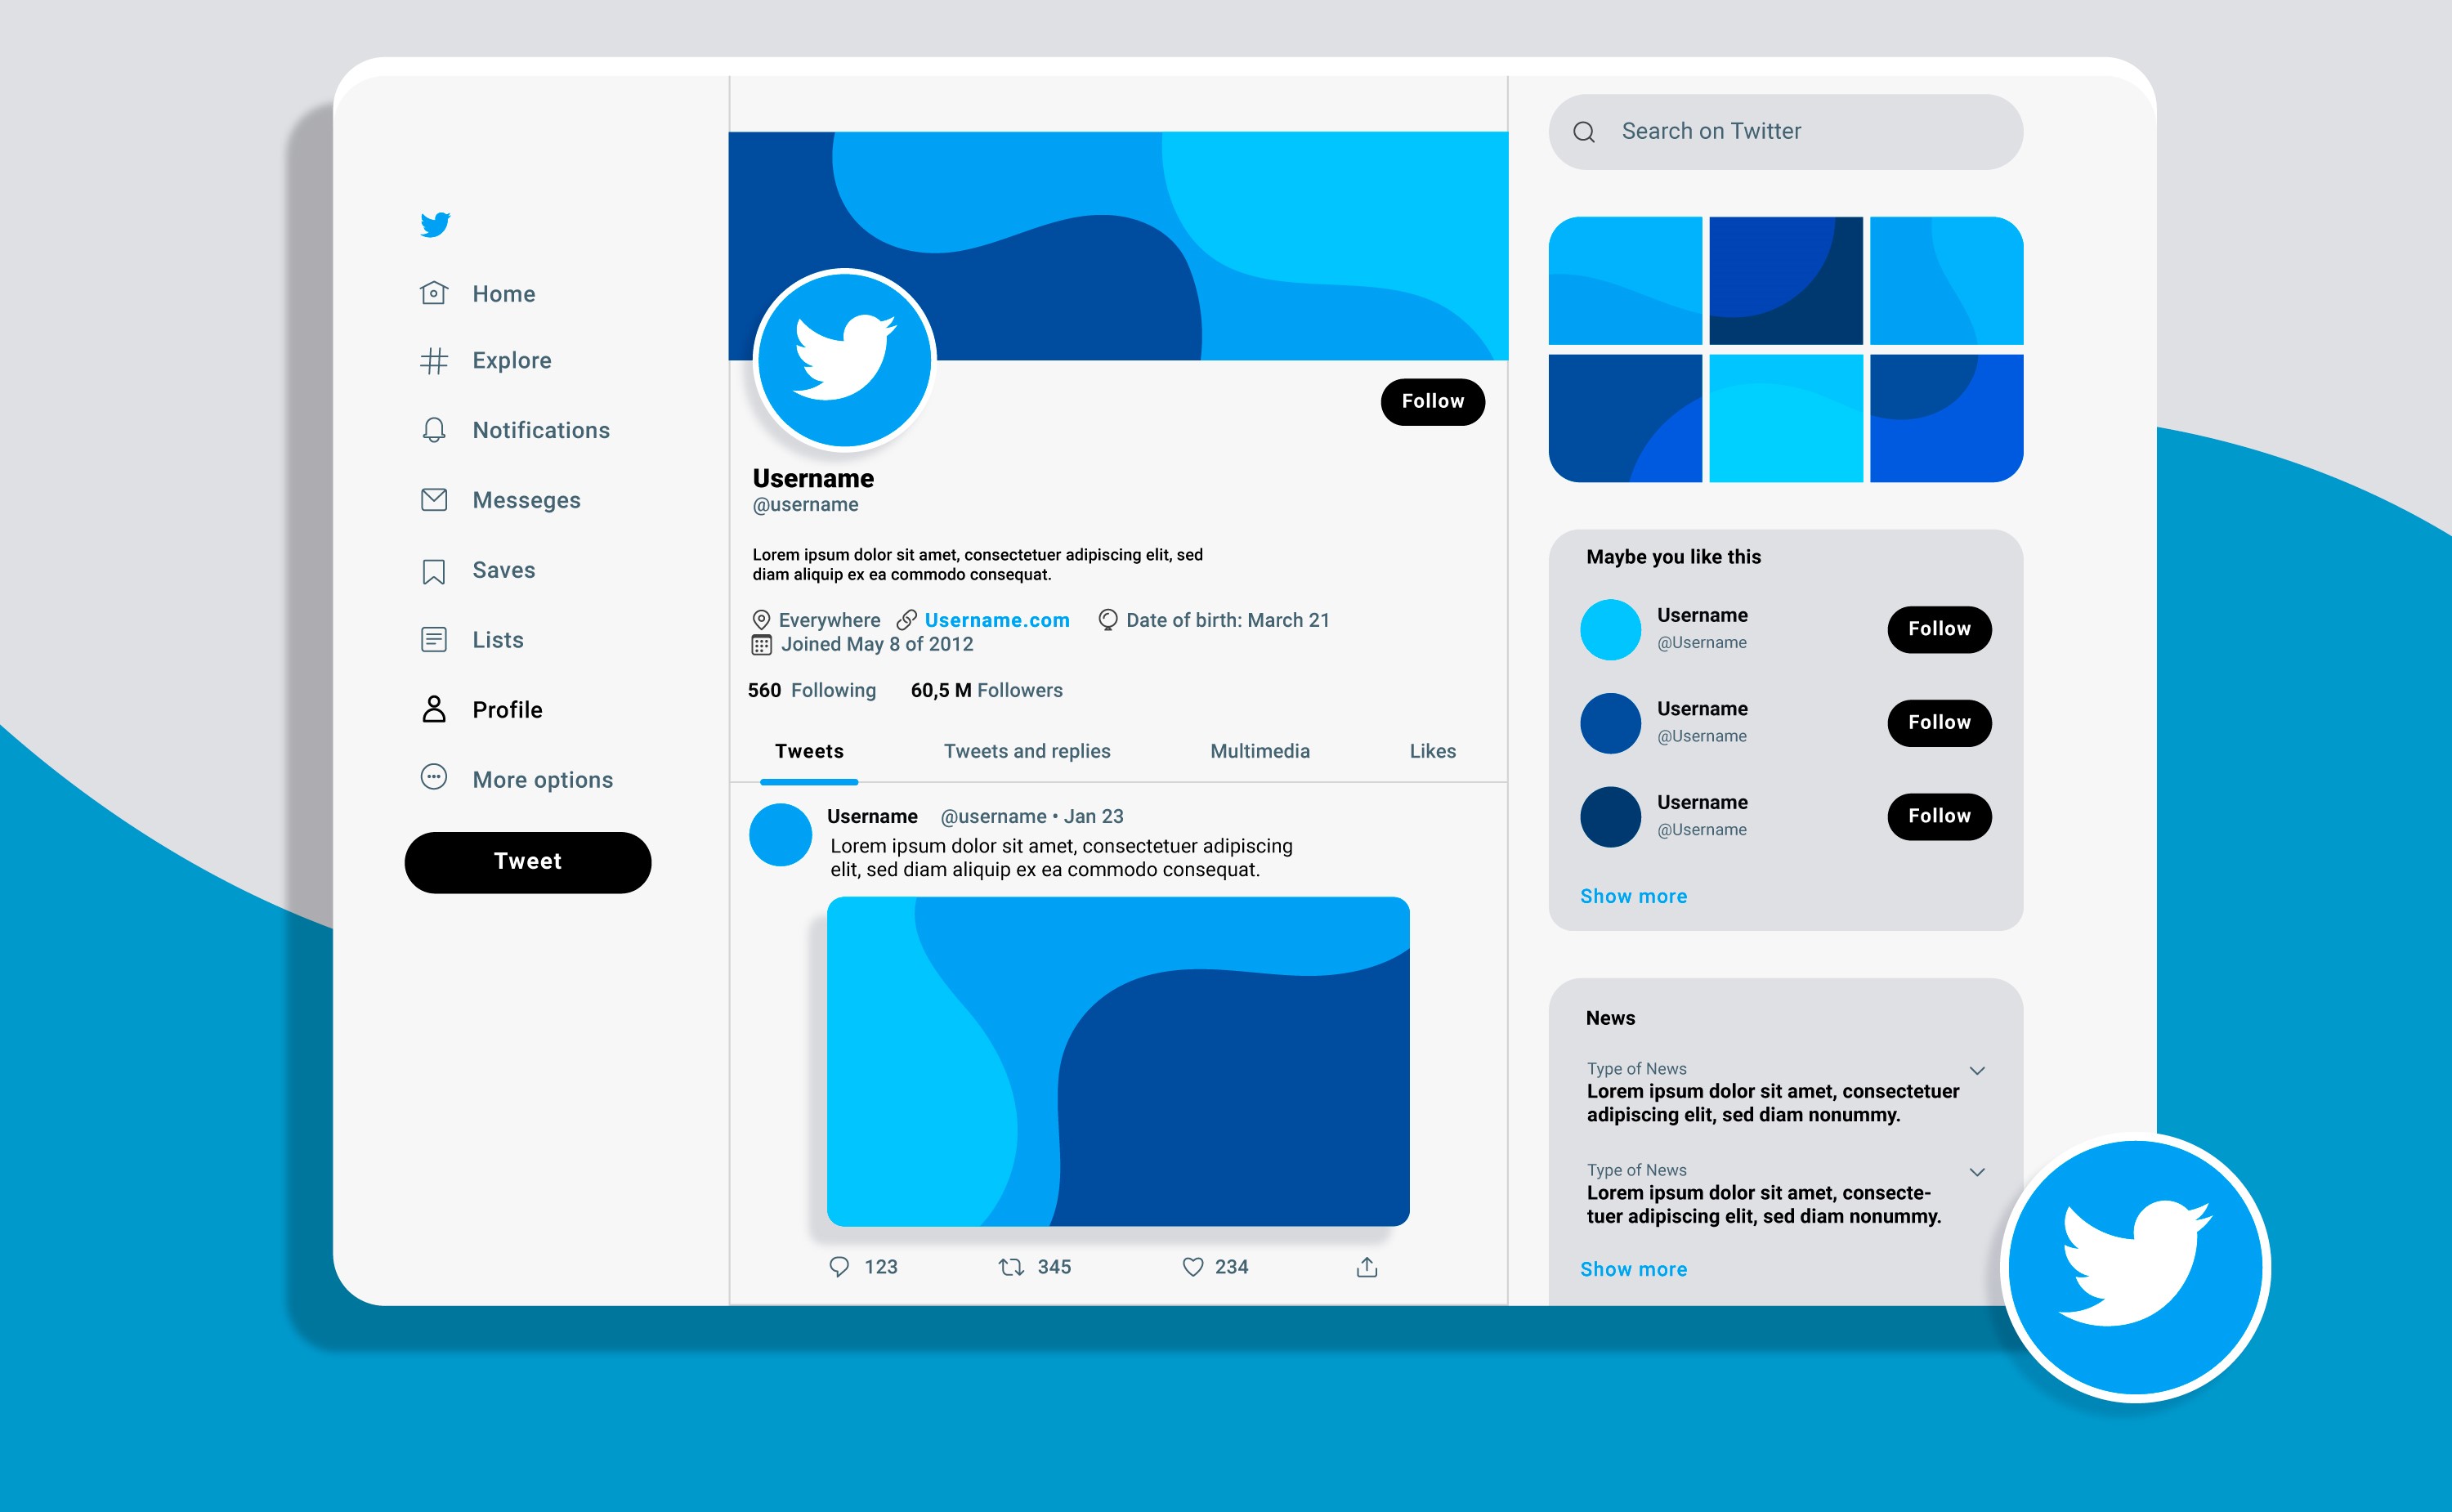 Home
Explore
Notifications
Messeges
Saves
Lists
Profile
More options
Tweet
Follow
Username
@username
Lorem ipsum dolor sit amet, consectetuer adipiscing elit, sed
diam aliquip ex ea commodo consequat.
Everywhere Username.com Date of birth: March 21
Joined May 8 of 2012
560 Following 60,5 M Followers
Tweets Tweets and replies Multimedia Likes
Username @username • Jan 23
Lorem ipsum dolor sit amet, consectetuer adipiscing
elit, sed diam aliquip ex ea commodo consequat.
123 345 234
Search on Twitter
Maybe you like this
Username
@Username
Follow
Username
@Username
Follow
Username
@Username
Follow
Show more
News
Type of News
Lorem ipsum dolor sit amet, consectetuer
adipiscing elit, sed diam nonummy.
Type of News
Lorem ipsum dolor sit amet, consecte-
tuer adipiscing elit, sed diam nonummy.
Show more